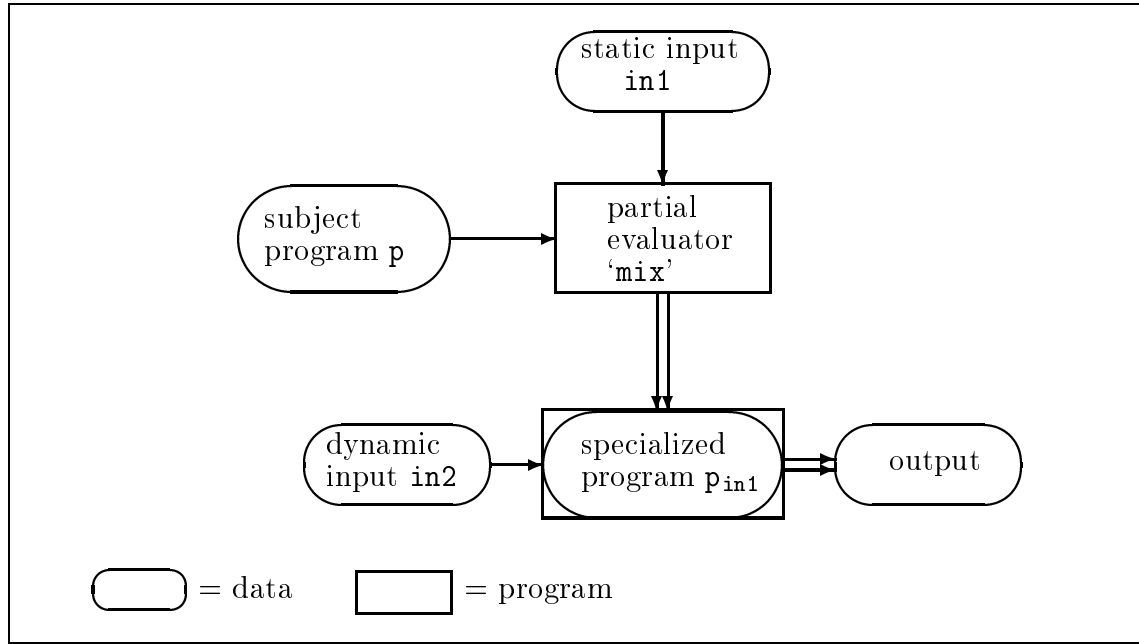 static input
in1
subject
program p
partial
evaluator
‘mix’
dynamic
input in2
specialized
program p_in1
output
= data
= program